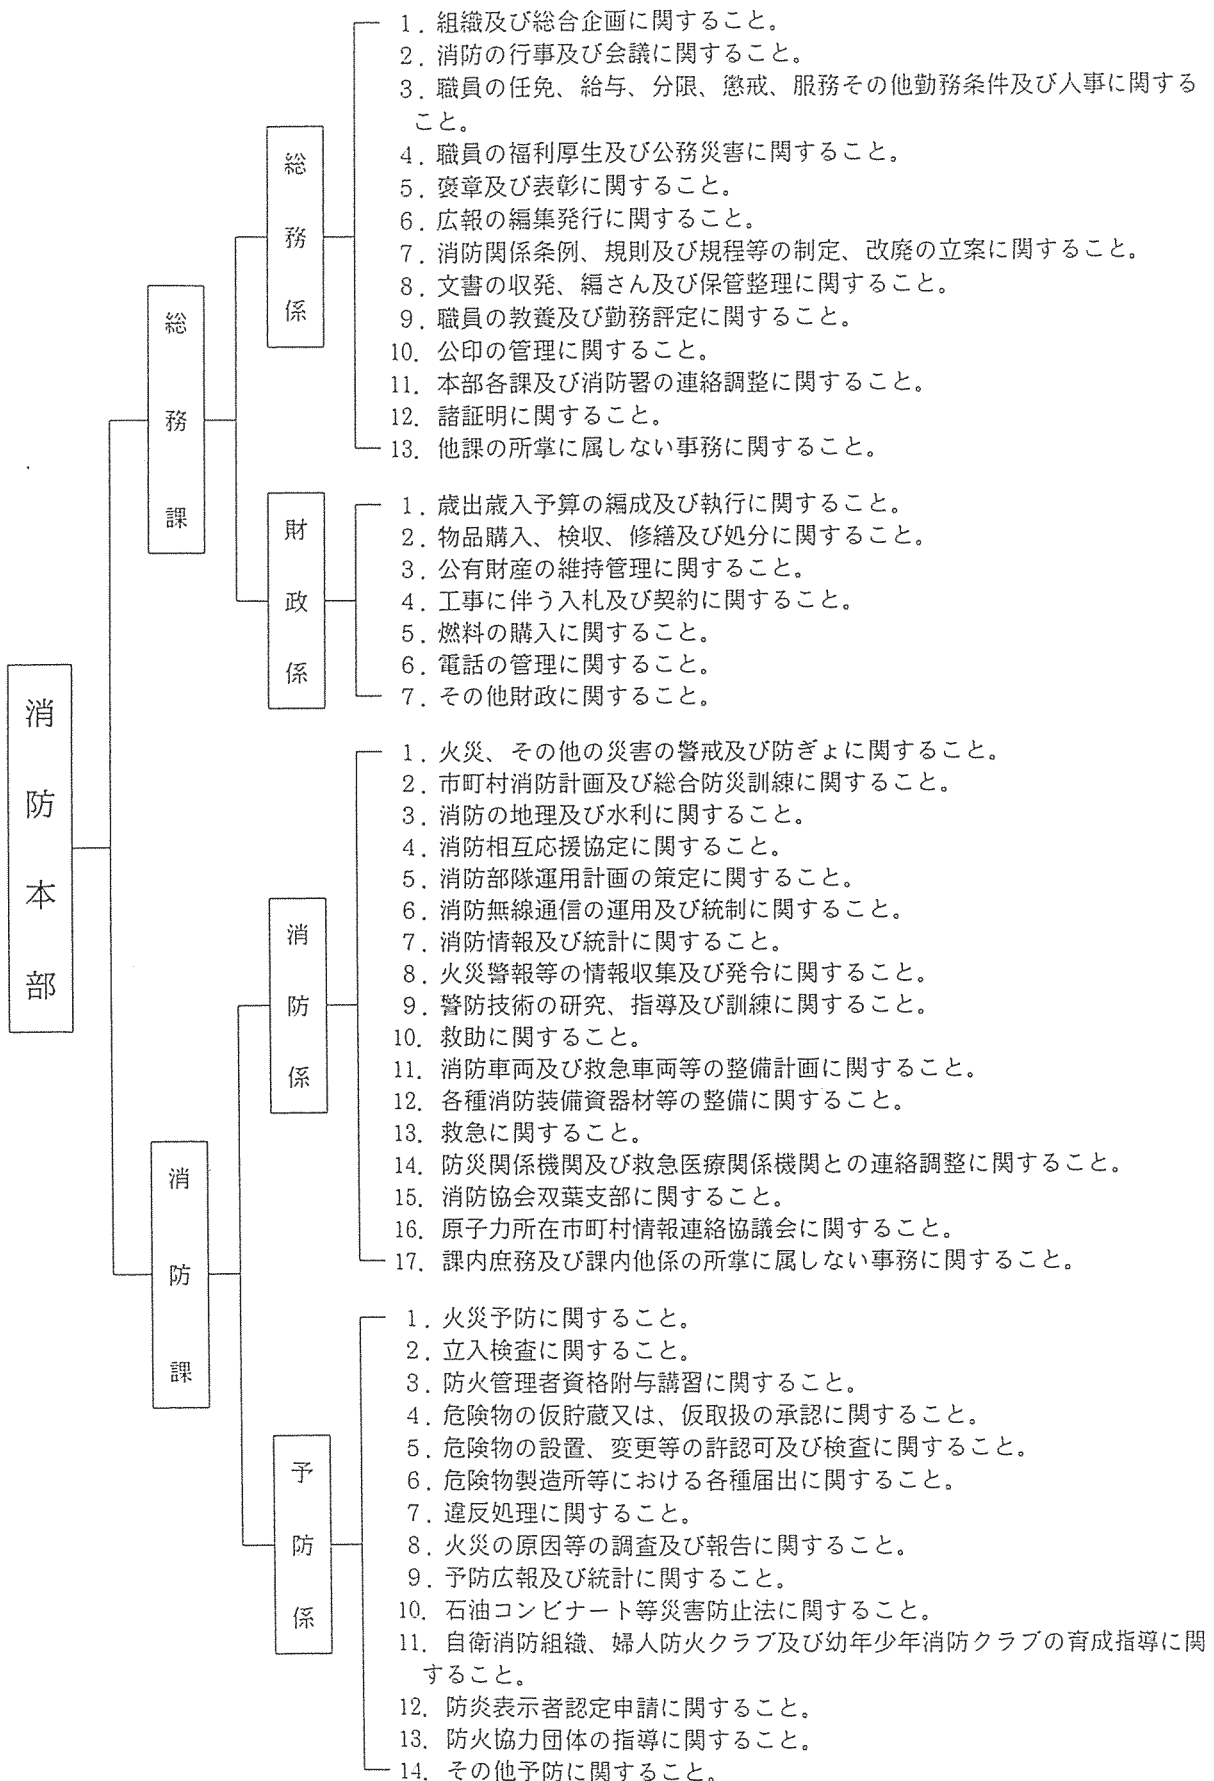 消防本部
総務課
総務係
1. 組織及び総合企画に関すること。
2. 消防の行事及び会議に関すること。
3. 職員の任免、給与、分限、懲戒、服務その他勤務条件及び人事に関する
こと。
4. 職員の福利厚生及び公務災害に関すること。
5. 褒章及び表彰に関すること。
6. 広報の編集発行に関すること。
7. 消防関係条例、規則及び規程等の制定、改廃の立案に関すること。
8. 文書の収発、編さん及び保管整理に関すること。
9. 職員の教養及び勤務評定に関すること。
10. 公印の管理に関すること。
11. 本部各課及び消防署の連絡調整に関すること。
12. 諸証明に関すること。
13. 他課の所掌に属しない事務に関すること。
財政係
1. 歳出歳入予算の編成及び執行に関すること。
2. 物品購入、検収、修繕及び処分に関すること。
3. 公有財産の維持管理に関すること。
4. 工事に伴う入札及び契約に関すること。
5. 燃料の購入に関すること。
6. 電話の管理に関すること。
7. その他財政に関すること。
消防課
消防係
1. 火災、その他の災害の警戒及び防ぎょに関すること。
2. 市町村消防計画及び総合防災訓練に関すること。
3. 消防の地理及び水利に関すること。
4. 消防相互応援協定に関すること。
5. 消防部隊運用計画の策定に関すること。
6. 消防無線通信の運用及び統制に関すること。
7. 消防情報及び統計に関すること。
8. 火災警報等の情報収集及び発令に関すること。
9. 警防技術の研究、指導及び訓練に関すること。
10. 救助に関すること。
11. 消防車両及び救急車両等の整備計画に関すること。
12. 各種消防装備資器材等の整備に関すること。
13. 救急に関すること。
14. 防災関係機関及び救急医療関係機関との連絡調整に関すること。
15. 消防協会双葉支部に関すること。
16. 原子力所在市町村情報連絡協議会に関すること。
17. 課内庶務及び課内他係の所掌に属しない事務に関すること。
予防係
1. 火災予防に関すること。
2. 立入検査に関すること。
3. 防火管理者資格附与講習に関すること。
4. 危険物の仮貯蔵又は、仮取扱の承認に関すること。
5. 危険物の設置、変更等の許認可及び検査に関すること。
6. 危険物製造所等における各種届出に関すること。
7. 違反処理に関すること。
8. 火災の原因等の調査及び報告に関すること。
9. 予防広報及び統計に関すること。
10. 石油コンビナート等災害防止法に関すること。
11. 自衛消防組織、婦人防火クラブ及び幼年少年消防クラブの育成指導に関
すること。
12. 防炎表示者認定申請に関すること。
13. 防火協力団体の指導に関すること。
14. その他予防に関すること。